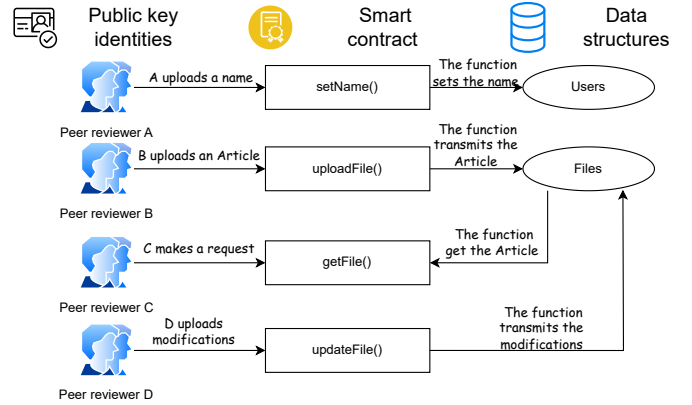 Public key
identities
Smart
contract
Data
structures
A uploads a name
setName()
The function
sets the name
Users
Peer reviewer A
B uploads an Article
uploadFile()
The function
transmits the
Article
Files
Peer reviewer B
C makes a request
getFile()
The function
get the Article
Peer reviewer C
D uploads
modifications
updateFile()
The function
transmits the
modifications
Peer reviewer D